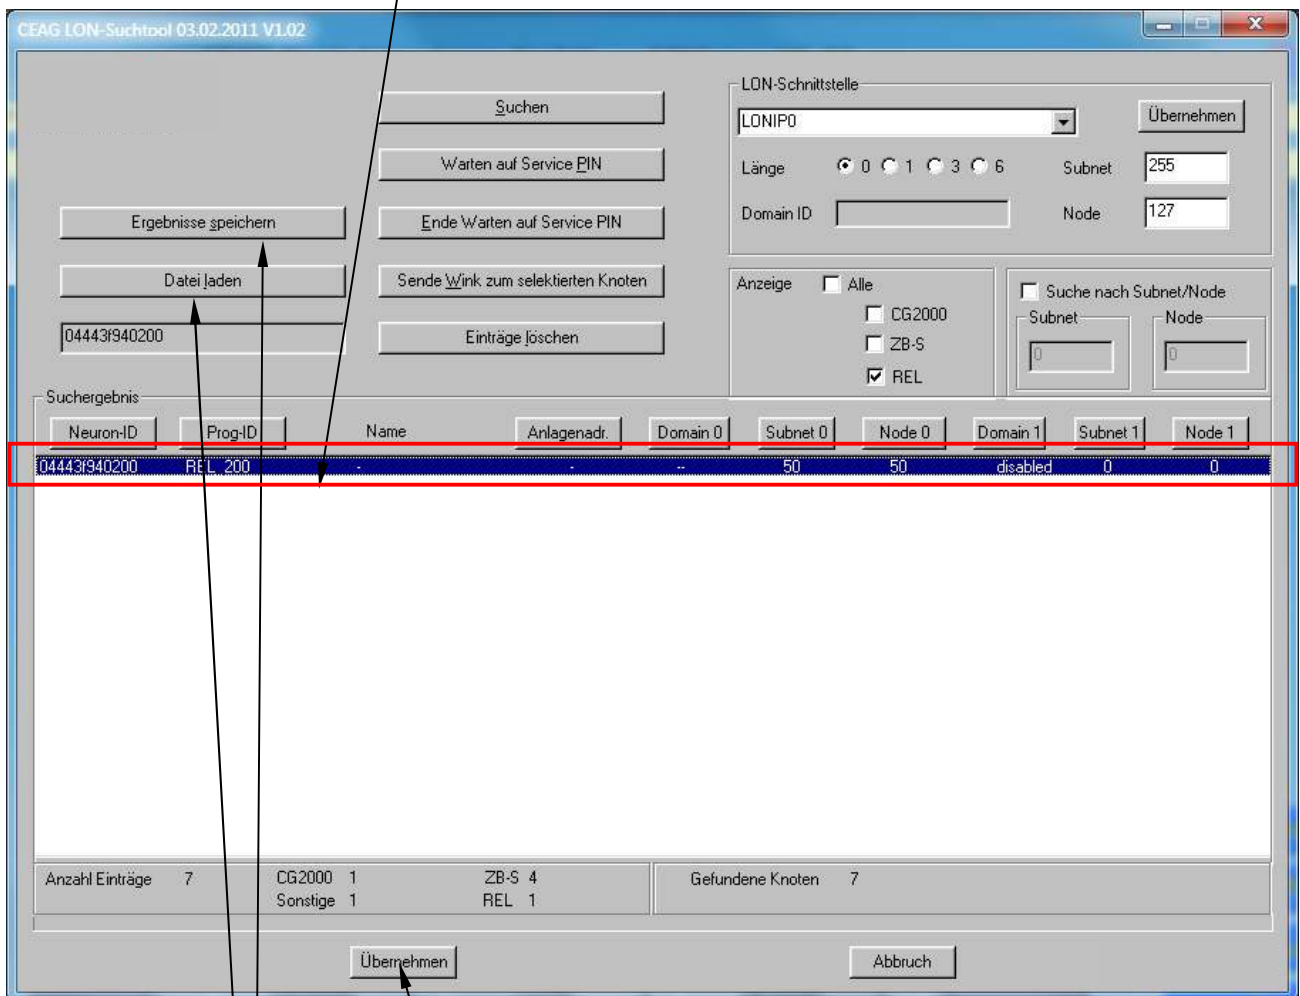 CEAG LON-Suchtool 03.02.2011 V1.02
Suchen
Warten auf Service PIN
Ergebnisse speichern
Ende Warten auf Service PIN
Datei laden
Sende Wink zum selektierten Knoten
04443f940200
Einträge löschen
LON-Schnittstelle
LONIP0
Übernehmen
Länge 0 1 3 6 Subnet 255
Domain ID Node 127
Anzeige Alle
CG2000
ZB-S
REL
Suche nach Subnet/Node
Subnet Node
0 0
Suchergebnis
Neuron-ID Prog-ID Name Anlagenadr. Domain 0 Subnet 0 Node 0 Domain 1 Subnet 1 Node 1
04443f940200 REL_200 - - -- 50 50 disabled 0 0
Anzahl Einträge 7 CG2000 1 ZB-S 4 Gefundene Knoten 7
Sonstige 1 REL 1
Übernehmen Abbruch